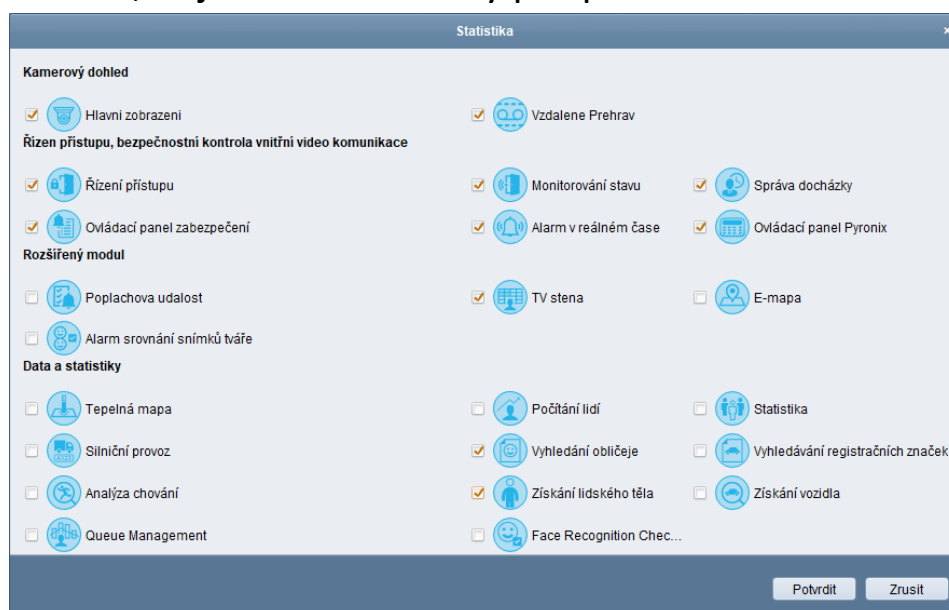 Statistika ×
Kamerový dohled
Hlavni zobrazeni Vzdalene Prehrav
Řízen přístupu, bezpečnostní kontrola vnitřní video komunikace
Řízení přístupu Monitorování stavu Správa docházky
Ovládací panel zabezpečení Alarm v reálném čase Ovládací panel Pyronix
Rozšířený modul
Poplachova udalost TV stena E-mapa
Alarm srovnání snímků tváře
Data a statistiky
Tepelná mapa Počítání lidí Statistika
Silniční provoz Vyhledání obličeje Vyhledávání registračních značek
Analýza chování Získání lidského těla Získání vozidla
Queue Management Face Recognition Chec...
Potvrdit Zrusit